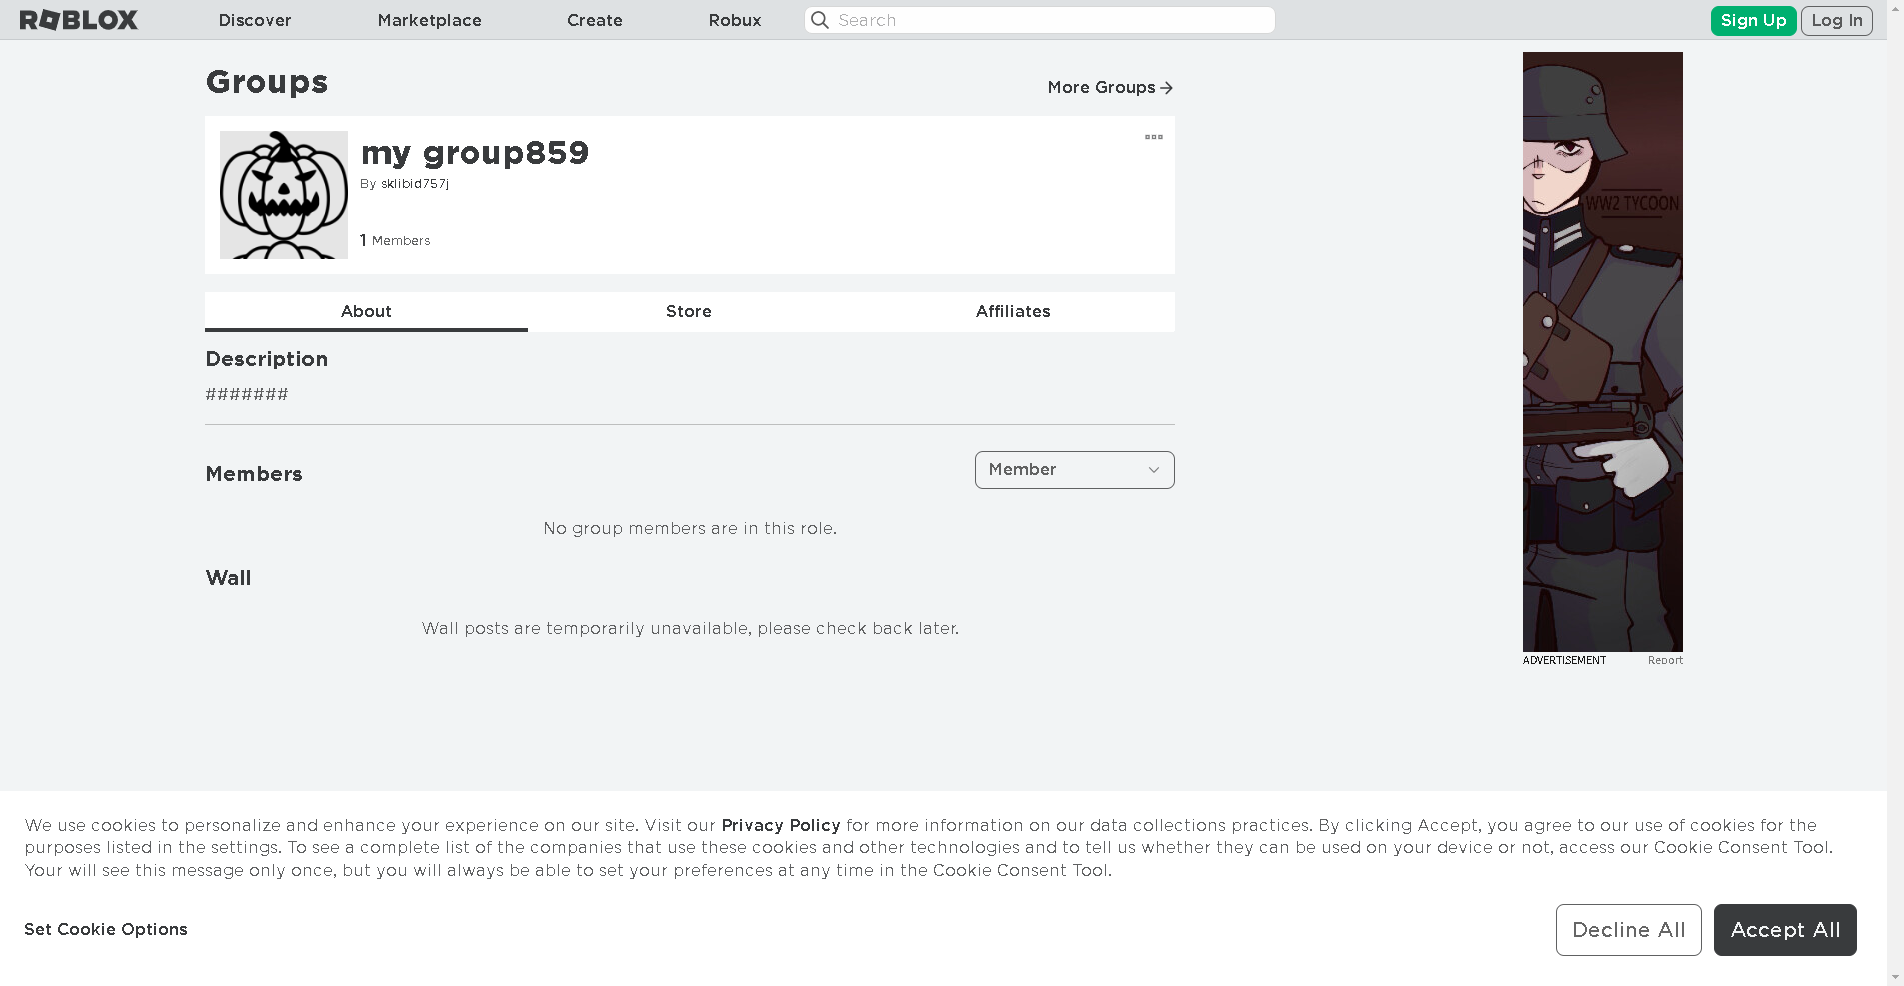 ROBLOX
Discover
Marketplace
Create
Robux
Search
Sign Up
Log In
Groups
More Groups
my group859
By sklibid757j
1 Members
About
Store
Affiliates
Description
#######
Members
Member
No group members are in this role.
Wall
Wall posts are temporarily unavailable, please check back later.
WW2 TYCOON
ADVERTISEMENT
Report
We use cookies to personalize and enhance your experience on our site. Visit our Privacy Policy for more information on our data collections practices. By clicking Accept, you agree to our use of cookies for the
purposes listed in the settings. To see a complete list of the companies that use these cookies and other technologies and to tell us whether they can be used on your device or not, access our Cookie Consent Tool.
Your will see this message only once, but you will always be able to set your preferences at any time in the Cookie Consent Tool.
Set Cookie Options
Decline All
Accept All